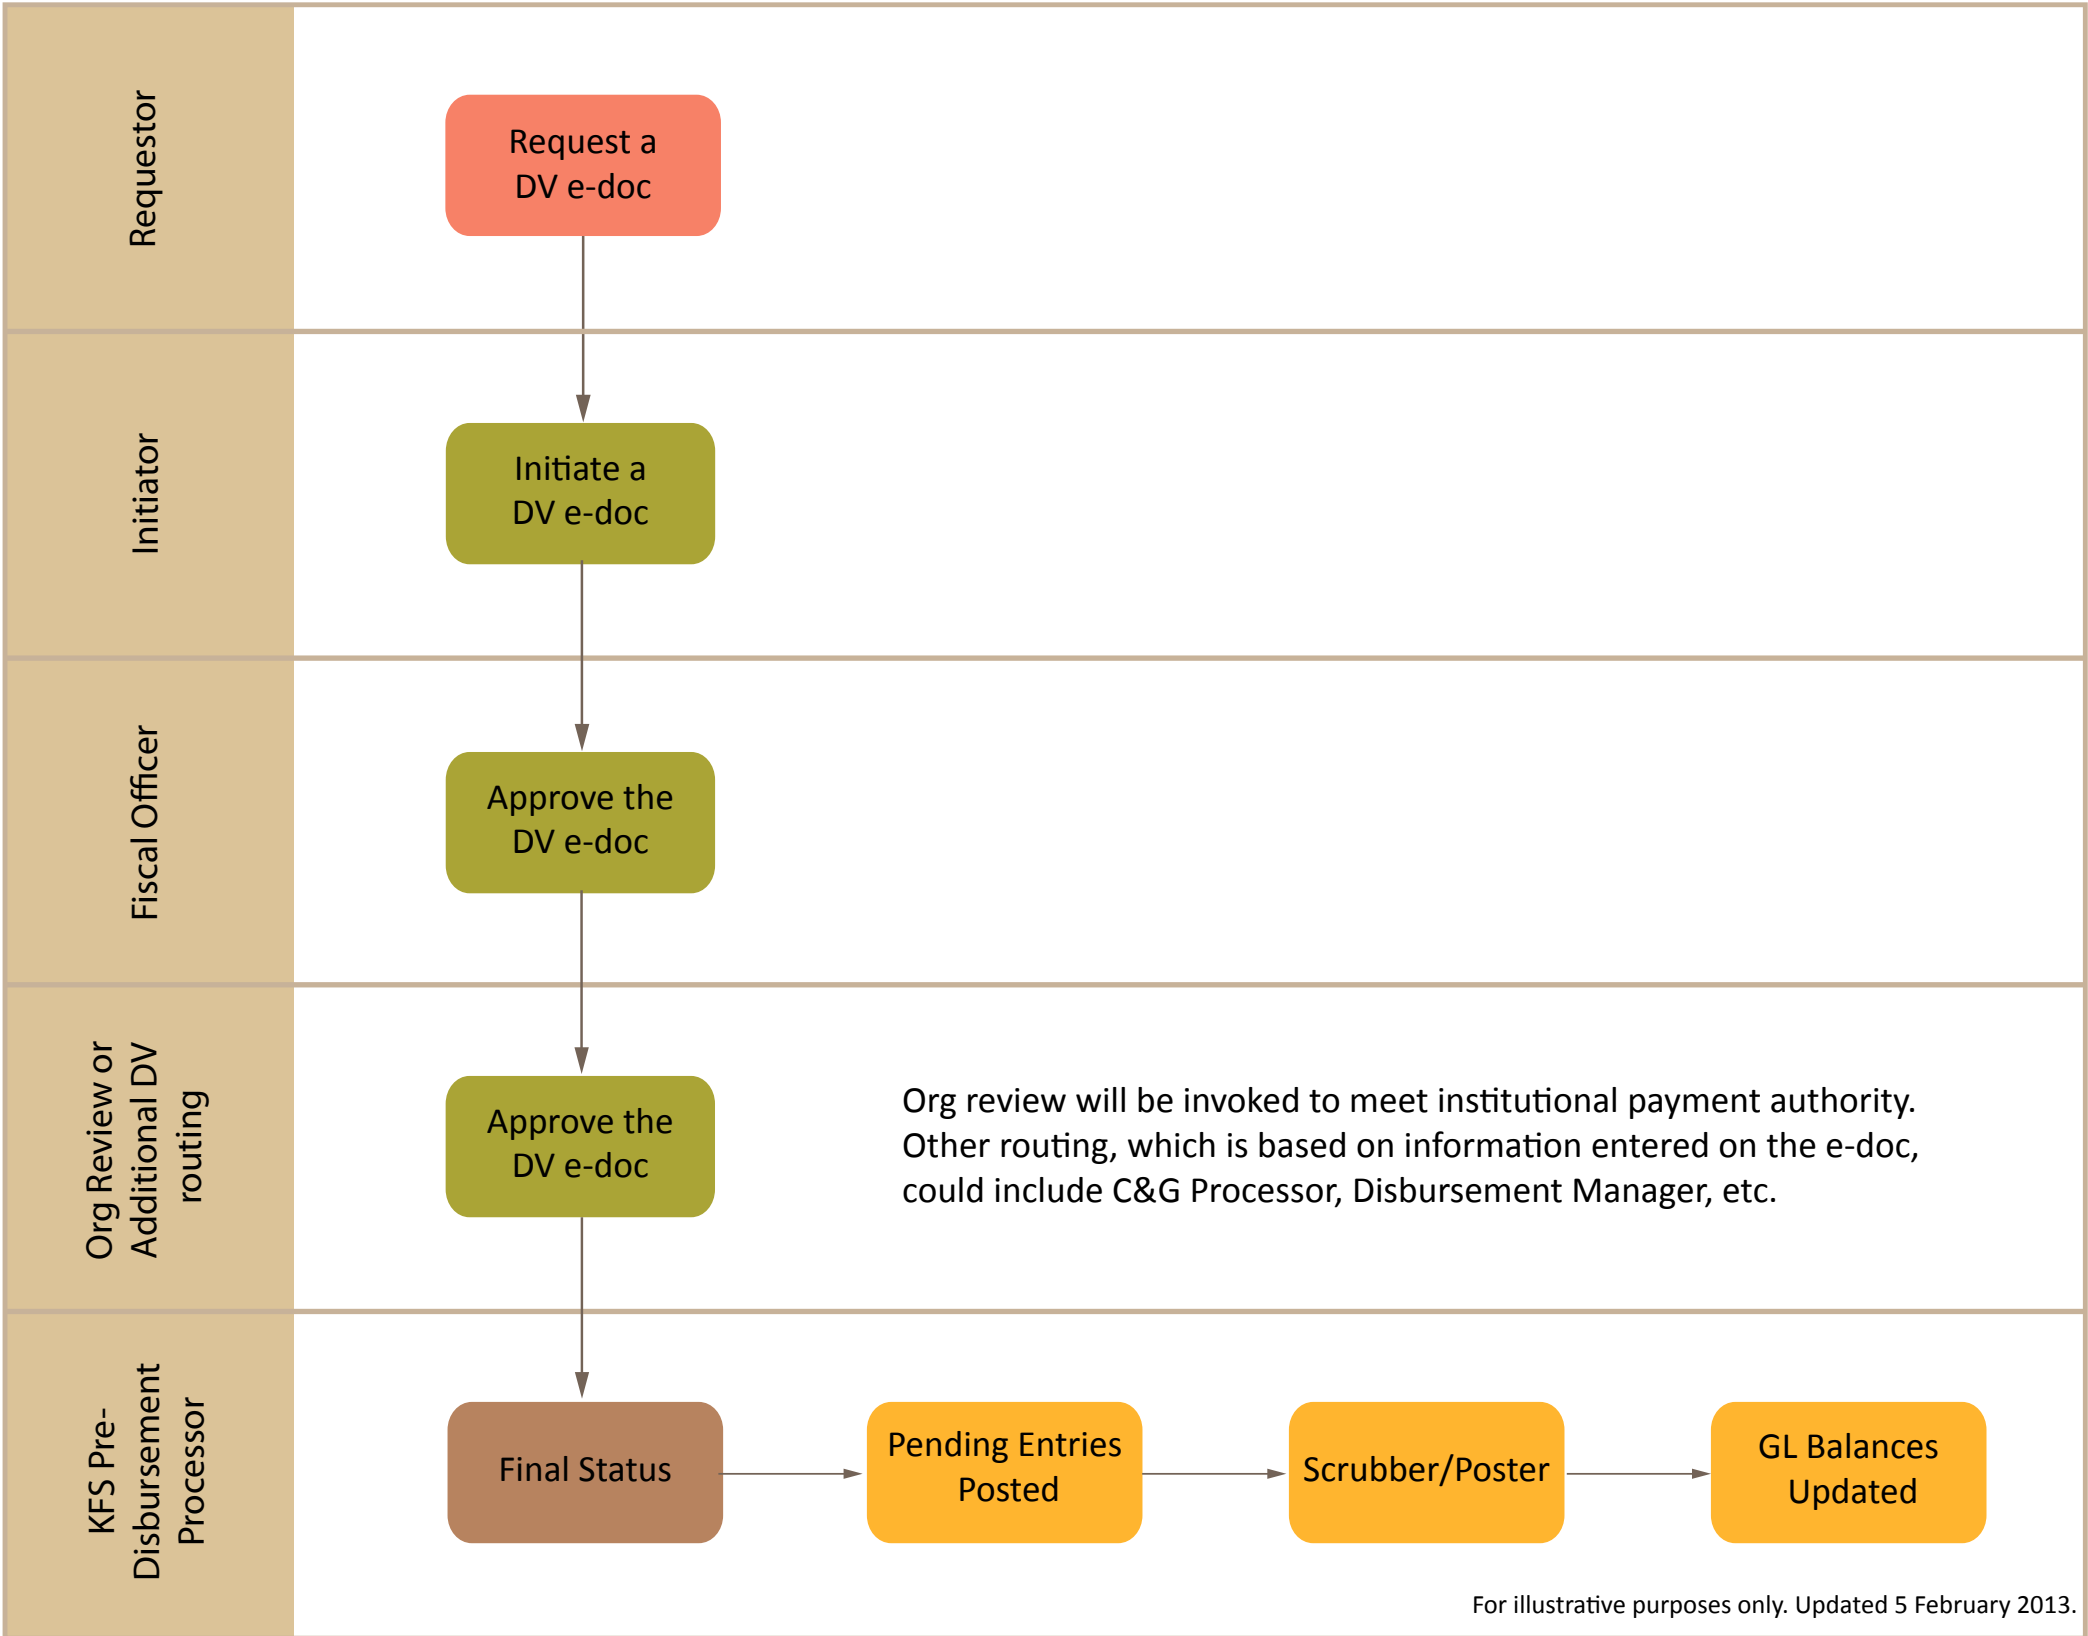 Requestor
Request a
DV e-doc
Initiator
Initiate a
DV e-doc
Fiscal Officer
Approve the
DV e-doc
Org Review or
Additional DV
routing
Approve the
DV e-doc
Org review will be invoked to meet institutional payment authority.
Other routing, which is based on information entered on the e-doc,
could include C&G Processor, Disbursement Manager, etc.
KFS Pre-
Disbursement
Processor
Final Status
Pending Entries
Posted
Scrubber/Poster
GL Balances
Updated
For illustrative purposes only. Updated 5 February 2013.